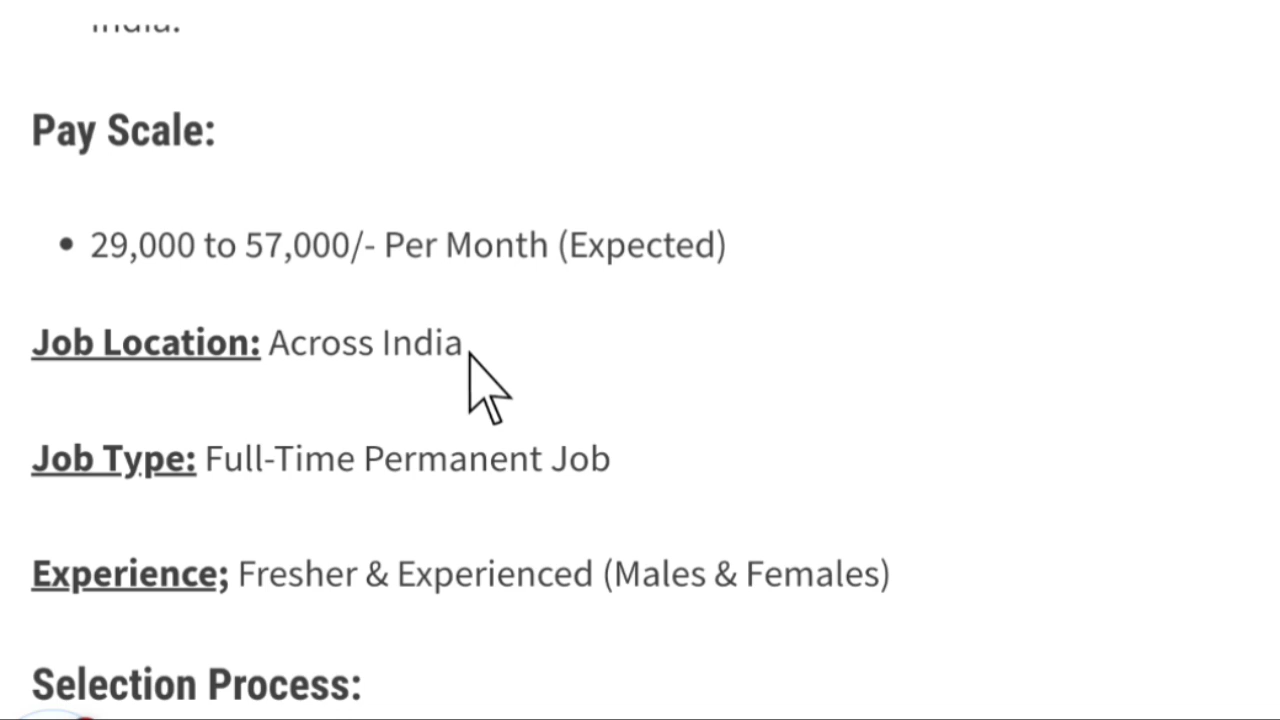 India.
Pay Scale:
• 29,000 to 57,000/- Per Month (Expected)
Job Location: Across India
Job Type: Full-Time Permanent Job
Experience; Fresher & Experienced (Males & Females)
Selection Process: